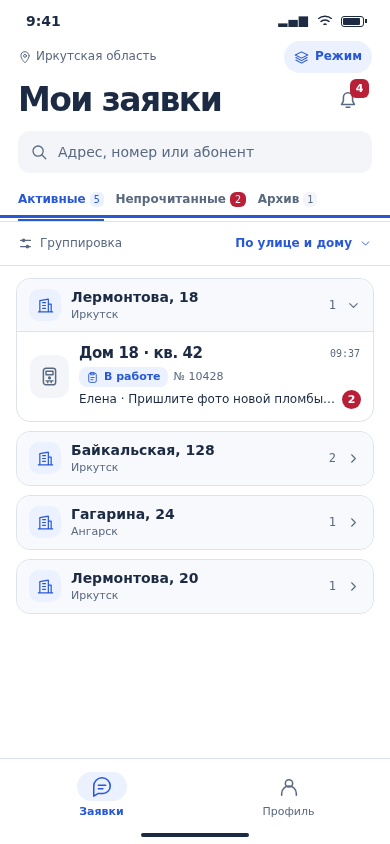 9:41
Иркутская область
Режим
Мои заявки
4
Адрес, номер или абонент
Активные 5 Непрочитанные 2 Архив 1
Группировка
По улице и дому
Лермонтова, 18
Иркутск
1
Дом 18 · кв. 42
09:37
В работе
№ 10428
Елена · Пришлите фото новой пломбы…
2
Байкальская, 128
Иркутск
2
Гагарина, 24
Ангарск
1
Лермонтова, 20
Иркутск
1
Заявки
Профиль